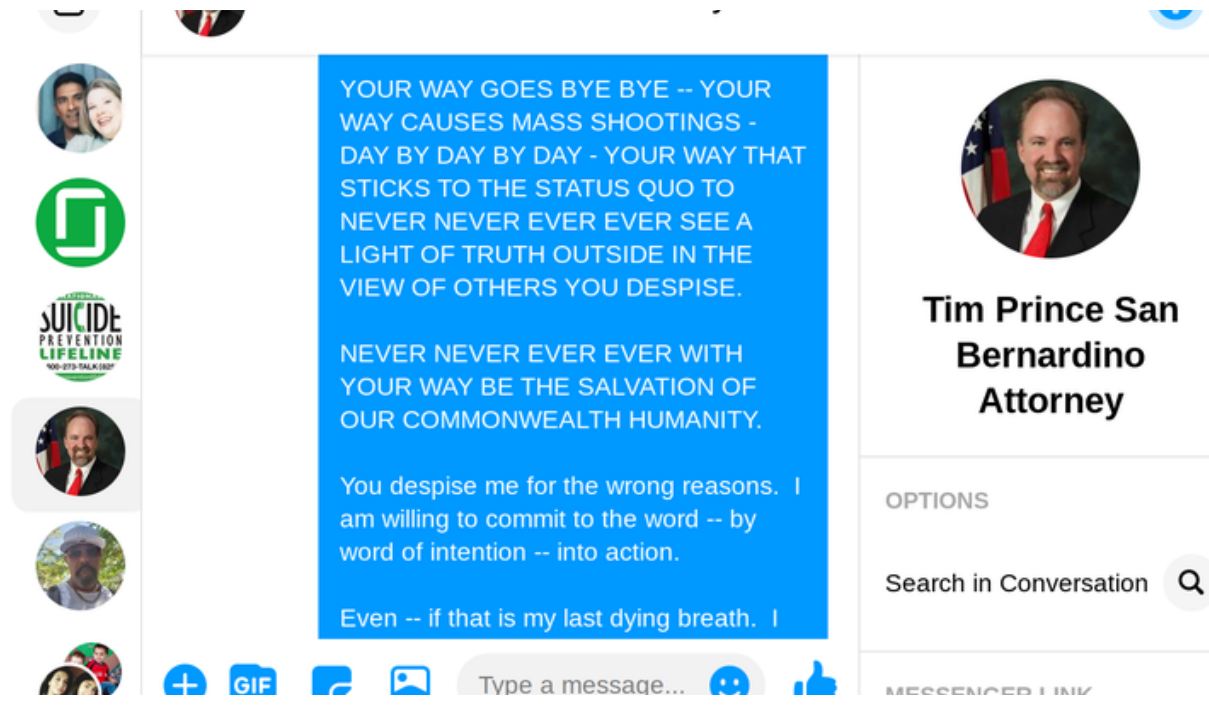 YOUR WAY GOES BYE BYE -- YOUR
WAY CAUSES MASS SHOOTINGS -
DAY BY DAY BY DAY - YOUR WAY THAT
STICKS TO THE STATUS QUO TO
NEVER NEVER EVER EVER SEE A
LIGHT OF TRUTH OUTSIDE IN THE
VIEW OF OTHERS YOU DESPISE.
NEVER NEVER EVER EVER WITH
YOUR WAY BE THE SALVATION OF
OUR COMMONWEALTH HUMANITY.
You despise me for the wrong reasons.  I
am willing to commit to the word -- by
word of intention -- into action.
Even -- if that is my last dying breath.  I
GIF
Type a message...
SUICIDE
PREVENTION
LIFELINE
Tim Prince San
Bernardino
Attorney
OPTIONS
Search in Conversation
MESSENGER LINK